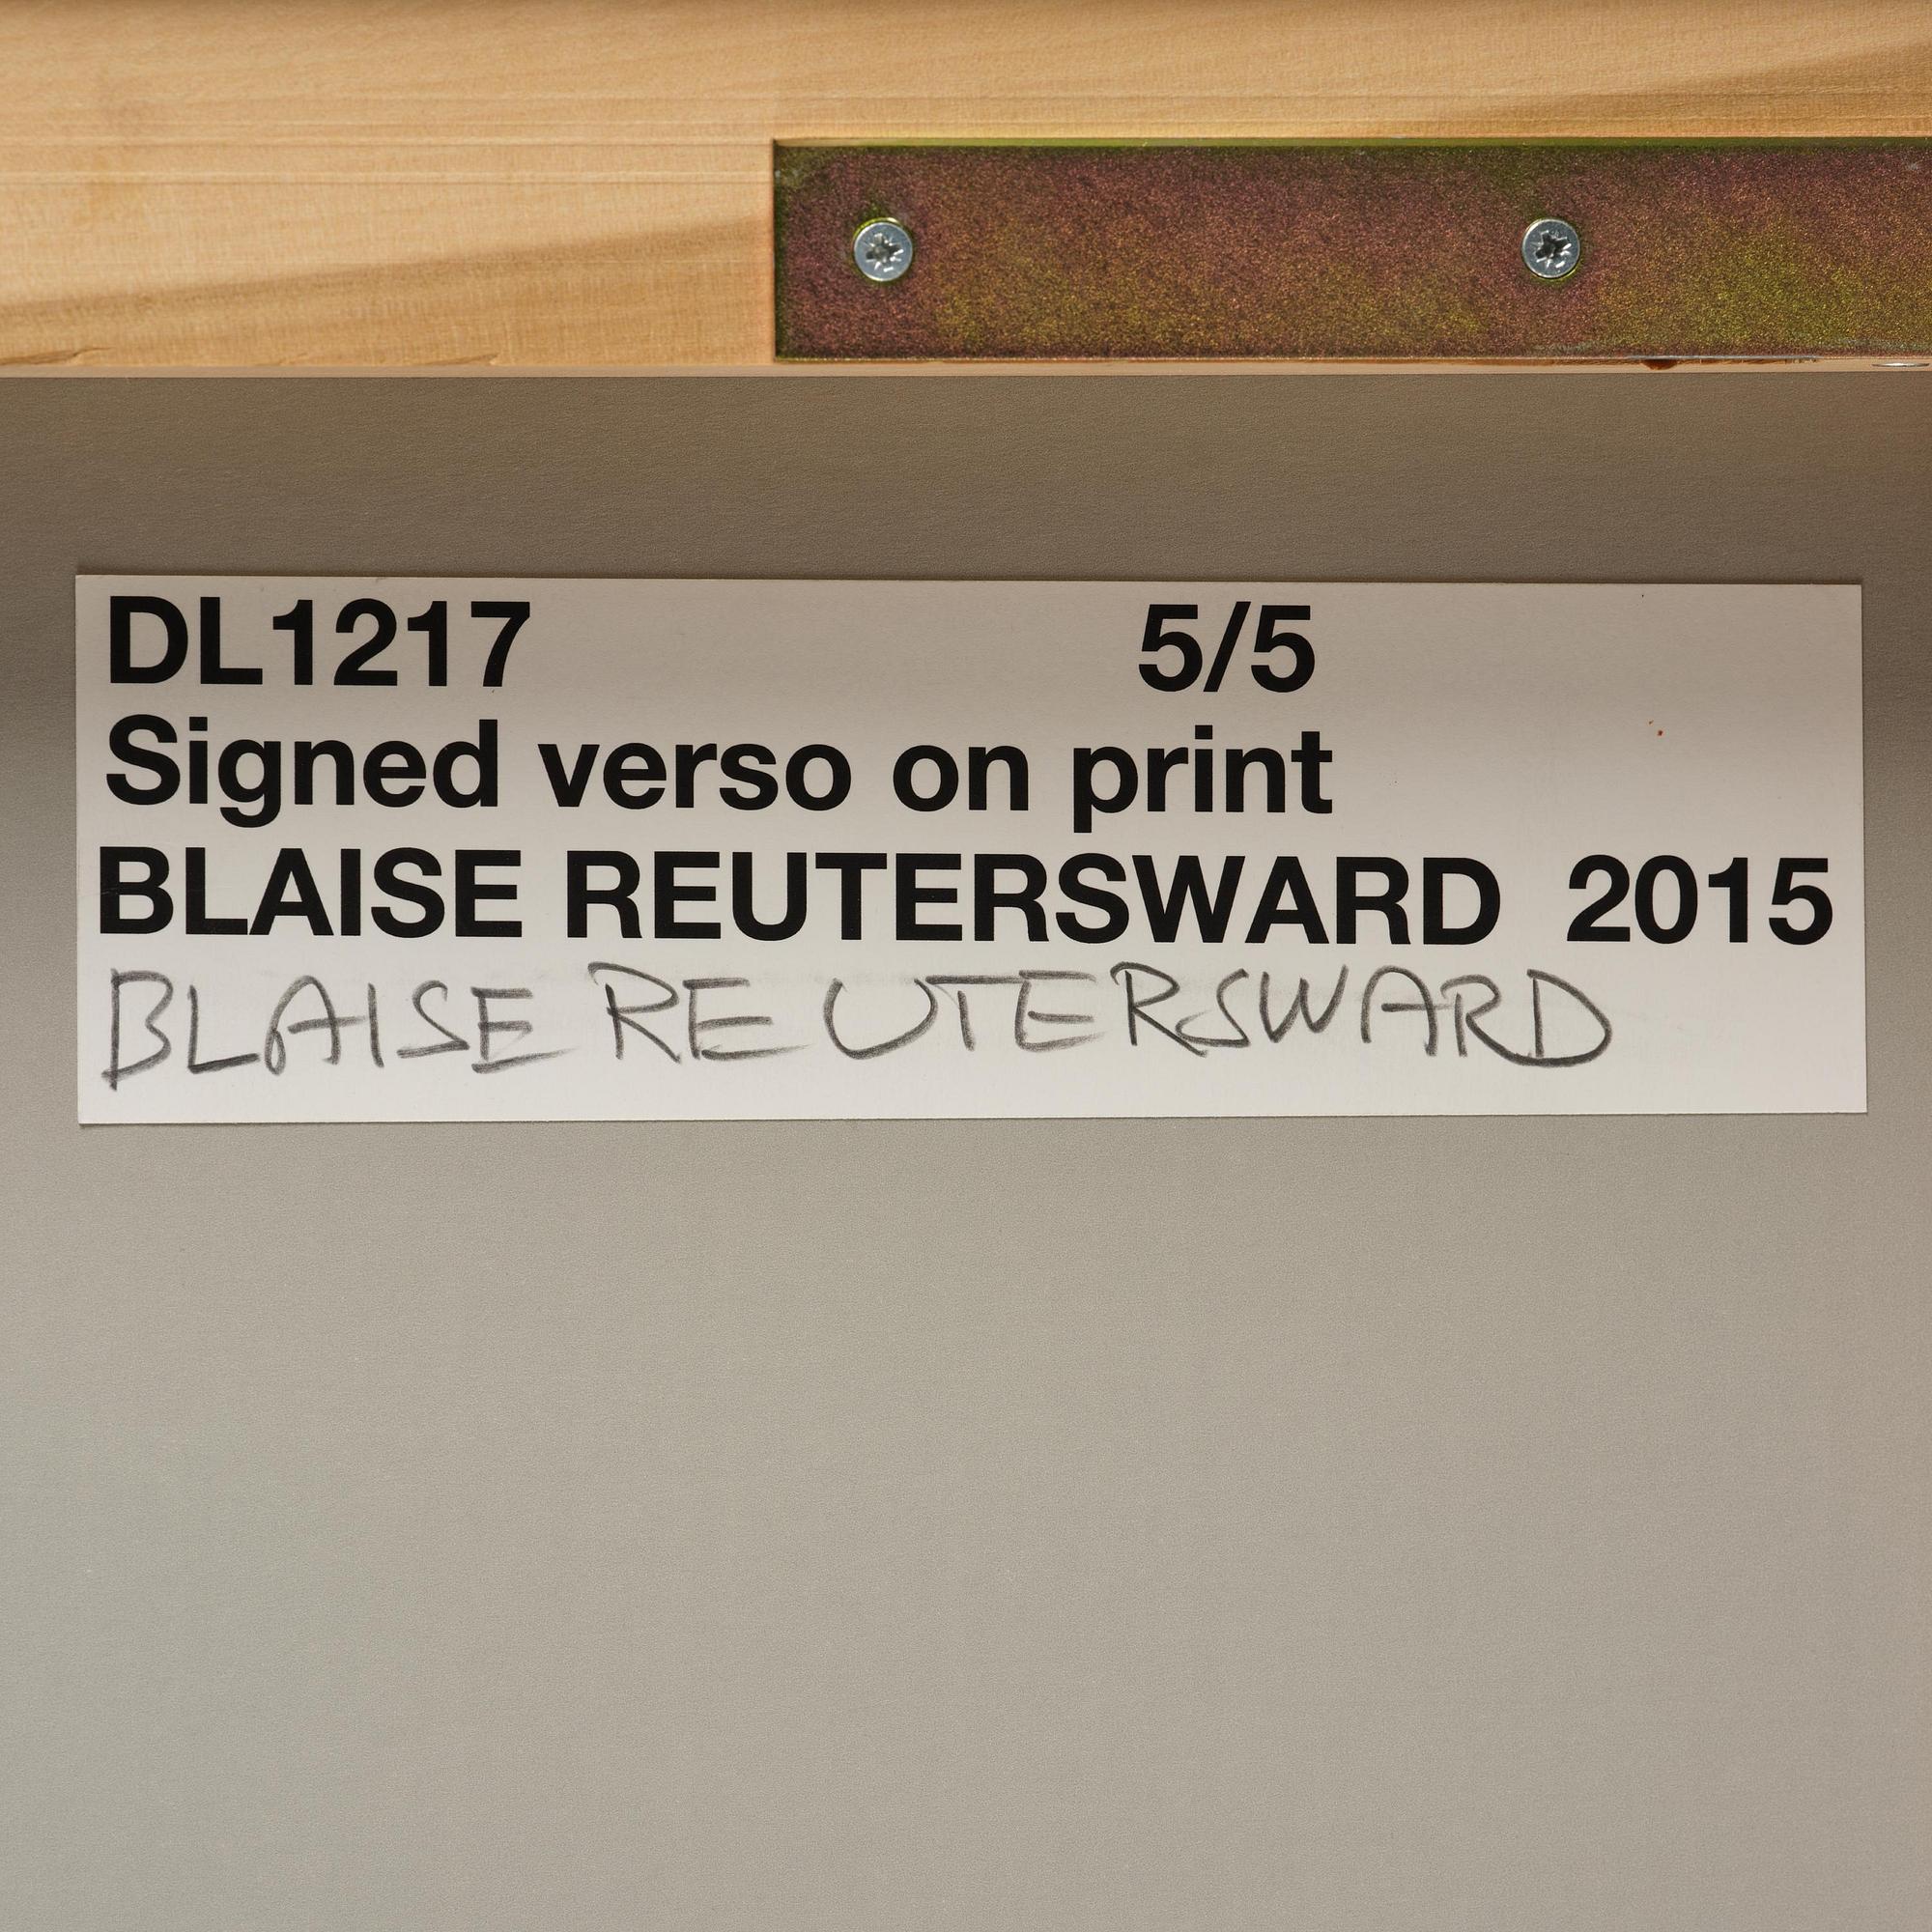 DL1217 5/5
Signed verso on print
BLAISE REUTERSWARD 2015
BLAISE REUTERSWARD